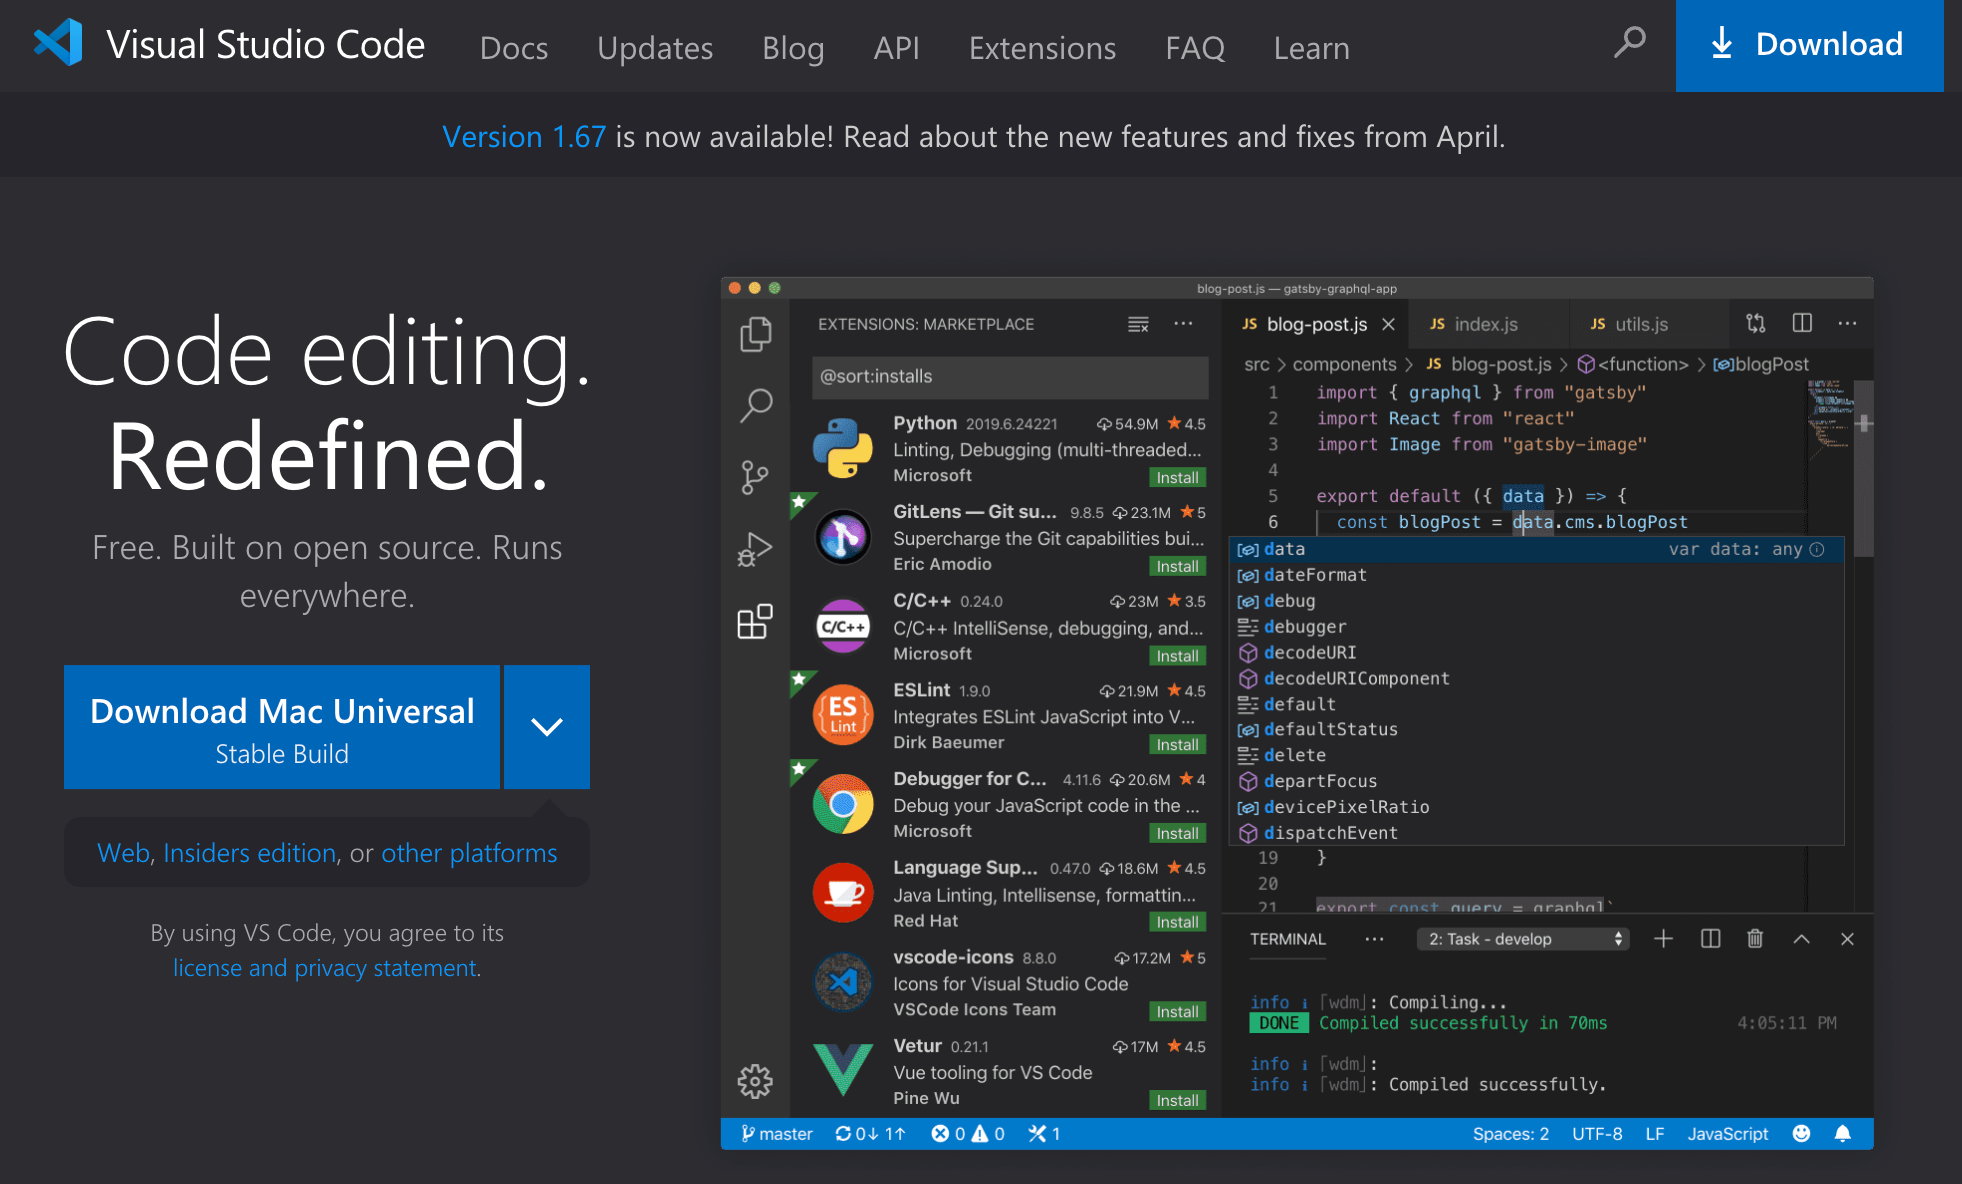 Visual Studio Code Docs Updates Blog API Extensions FAQ Learn Download
Version 1.67 is now available! Read about the new features and fixes from April.
Code editing.
Redefined.
Free. Built on open source. Runs
everywhere.
Download Mac Universal
Stable Build
Web, Insiders edition, or other platforms
By using VS Code, you agree to its
license and privacy statement.
blog-post.js — gatsby-graphql-app
EXTENSIONS: MARKETPLACE
@sort:installs
Python 2019.6.24221 54.9M 4.5
Linting, Debugging (multi-threaded...
Microsoft Install
GitLens — Git su... 9.8.5 23.1M 5
Supercharge the Git capabilities bui...
Eric Amodio Install
C/C++
C/C++ 0.24.0 23M 3.5
C/C++ IntelliSense, debugging, and...
Microsoft Install
ES
Lint
ESLint 1.9.0 21.9M 4.5
Integrates ESLint JavaScript into V...
Dirk Baeumer Install
Debugger for C... 4.11.6 20.6M 4
Debug your JavaScript code in the ...
Microsoft Install
Language Sup... 0.47.0 18.6M 4.5
Java Linting, Intellisense, formattin...
Red Hat Install
vscode-icons 8.8.0 17.2M 5
Icons for Visual Studio Code
VSCode Icons Team Install
Vetur 0.21.1 17M 4.5
Vue tooling for VS Code
Pine Wu Install
JS blog-post.js JS index.js JS utils.js
src > components > JS blog-post.js > <function> > blogPost
1 import { graphql } from "gatsby"
2 import React from "react"
3 import Image from "gatsby-image"
4
5 export default ({ data }) => {
6 const blogPost = data.cms.blogPost
data var data: any
dateFormat
debug
debugger
decodeURI
decodeURIComponent
default
defaultStatus
delete
departFocus
devicePixelRatio
dispatchEvent
19 }
20
21 export const query = graphql`
TERMINAL ... 2: Task - develop
info i ｢wdm｣: Compiling...
DONE Compiled successfully in 70ms 4:05:11 PM
info i ｢wdm｣:
info i ｢wdm｣: Compiled successfully.
master 0↓ 1↑ 0 0 1 Spaces: 2 UTF-8 LF JavaScript